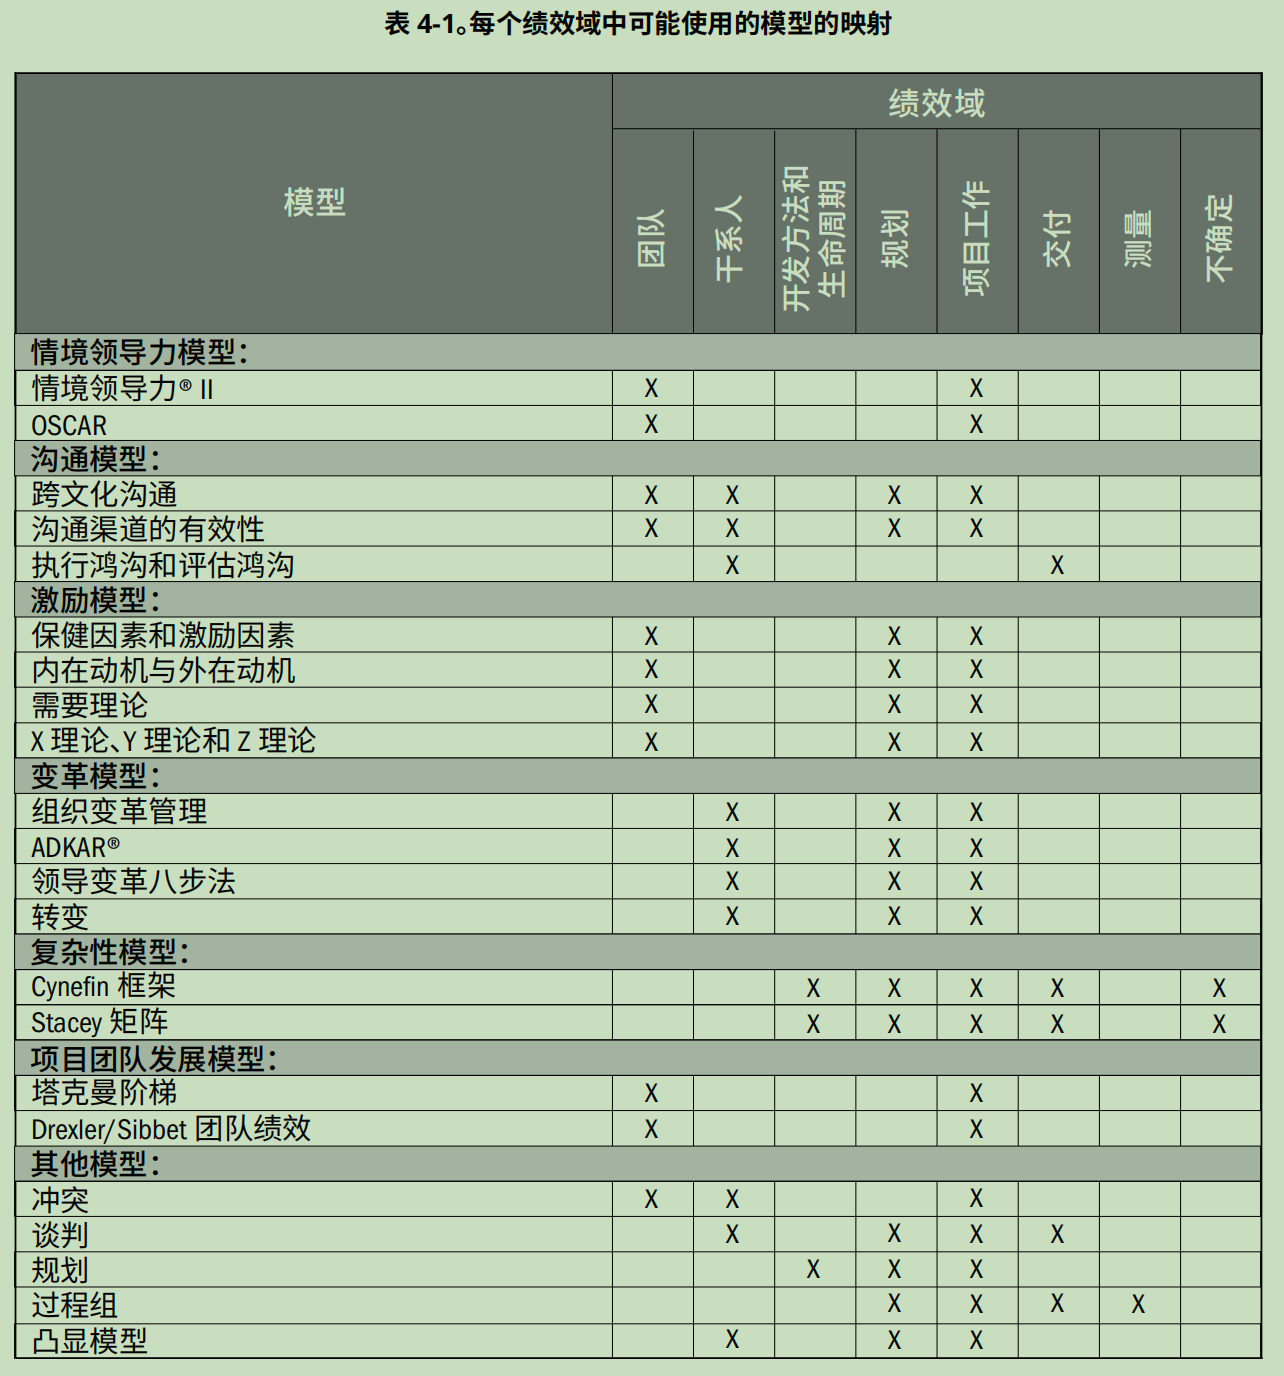 表 4-1。每个绩效域中可能使用的模型的映射
模型
绩效域
团队
干系人
开发方法和
生命周期
规划
项目工作
交付
测量
不确定
情境领导力模型：
情境领导力® II X X
OSCAR X X
沟通模型：
跨文化沟通 X X X X
沟通渠道的有效性 X X X X
执行鸿沟和评估鸿沟 X X
激励模型：
保健因素和激励因素 X X X
内在动机与外在动机 X X X
需要理论 X X X
X 理论、Y 理论和 Z 理论 X X X
变革模型：
组织变革管理 X X X
ADKAR® X X X
领导变革八步法 X X X
转变 X X X
复杂性模型：
Cynefin 框架 X X X X X
Stacey 矩阵 X X X X X
项目团队发展模型：
塔克曼阶梯 X X
Drexler/Sibbet 团队绩效 X X
其他模型：
冲突 X X X
谈判 X X X X
规划 X X X
过程组 X X X X
凸显模型 X X X